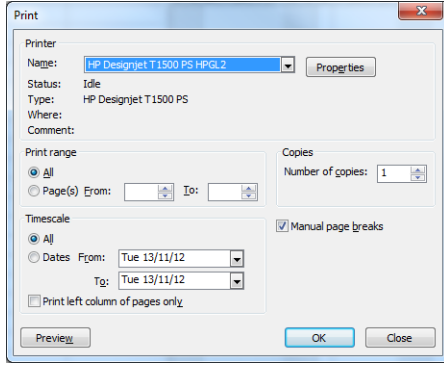 Print
Printer
Name: HP Designjet T1500 PS HPGL2 Properties
Status: Idle
Type: HP Designjet T1500 PS
Where:
Comment:
Print range
All
Page(s) From: To:
Copies
Number of copies: 1
Timescale
All
Dates From: Tue 13/11/12
To: Tue 13/11/12
Print left column of pages only
Manual page breaks
Preview OK Close